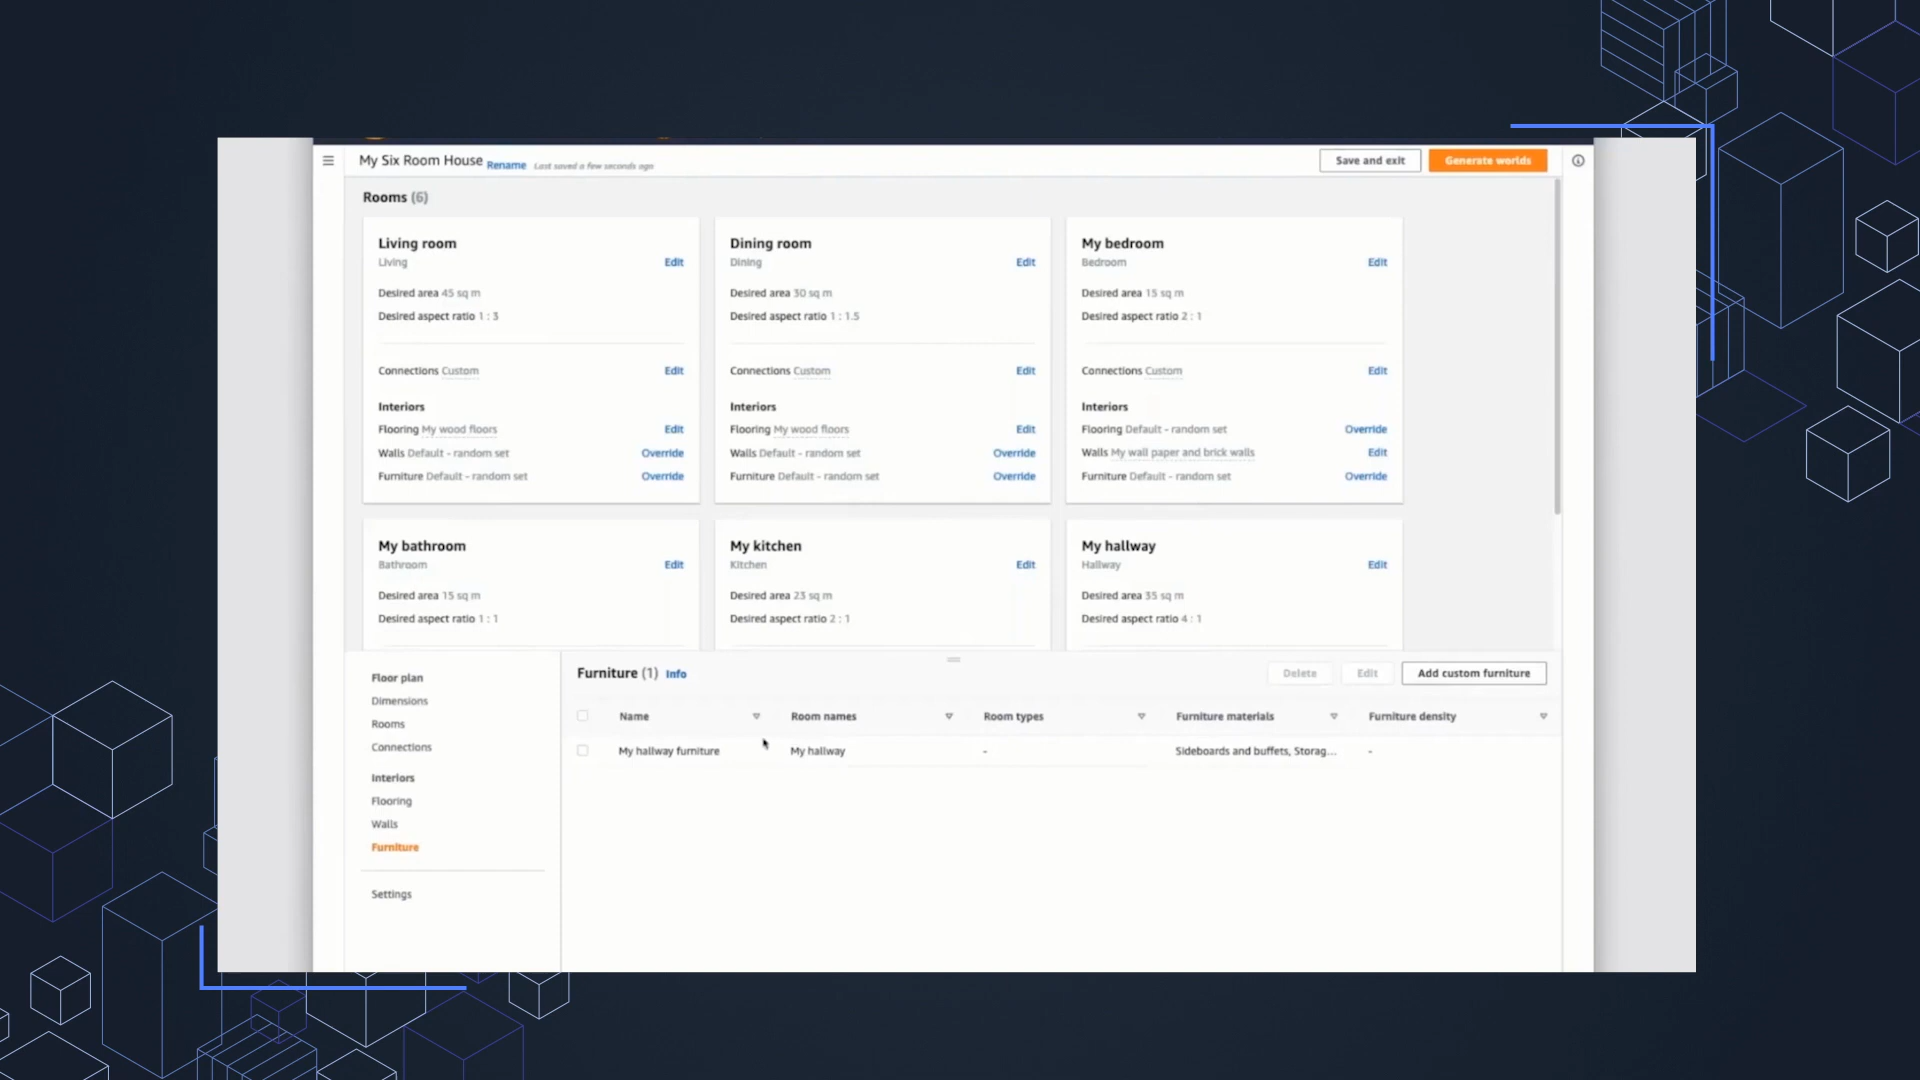 My Six Room House Rename Last saved a few seconds ago Save and exit Generate worlds
Rooms (6)
Living room
Living Edit
Desired area 45 sq m
Desired aspect ratio 1 : 3
Connections Custom Edit
Interiors
Flooring My wood floors Edit
Walls Default - random set Override
Furniture Default - random set Override
Dining room
Dining Edit
Desired area 30 sq m
Desired aspect ratio 1 : 1.5
Connections Custom Edit
Interiors
Flooring My wood floors Edit
Walls Default - random set Override
Furniture Default - random set Override
My bedroom
Bedroom Edit
Desired area 15 sq m
Desired aspect ratio 2 : 1
Connections Custom Edit
Interiors
Flooring Default - random set Override
Walls My wall paper and brick walls Edit
Furniture Default - random set Override
My bathroom
Bathroom Edit
Desired area 15 sq m
Desired aspect ratio 1 : 1
My kitchen
Kitchen Edit
Desired area 23 sq m
Desired aspect ratio 2 : 1
My hallway
Hallway Edit
Desired area 35 sq m
Desired aspect ratio 4 : 1
Floor plan
Dimensions
Rooms
Connections
Interiors
Flooring
Walls
Furniture
Settings
Furniture (1) Info Delete Edit Add custom furniture
Name Room names Room types Furniture materials Furniture density
My hallway furniture My hallway - Sideboards and buffets, Storag... -